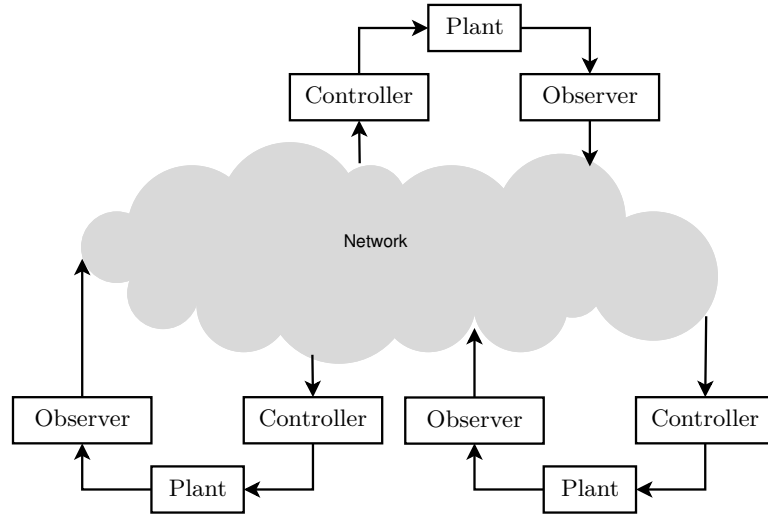 Plant
Controller
Observer
Network
Observer
Controller
Observer
Controller
Plant
Plant